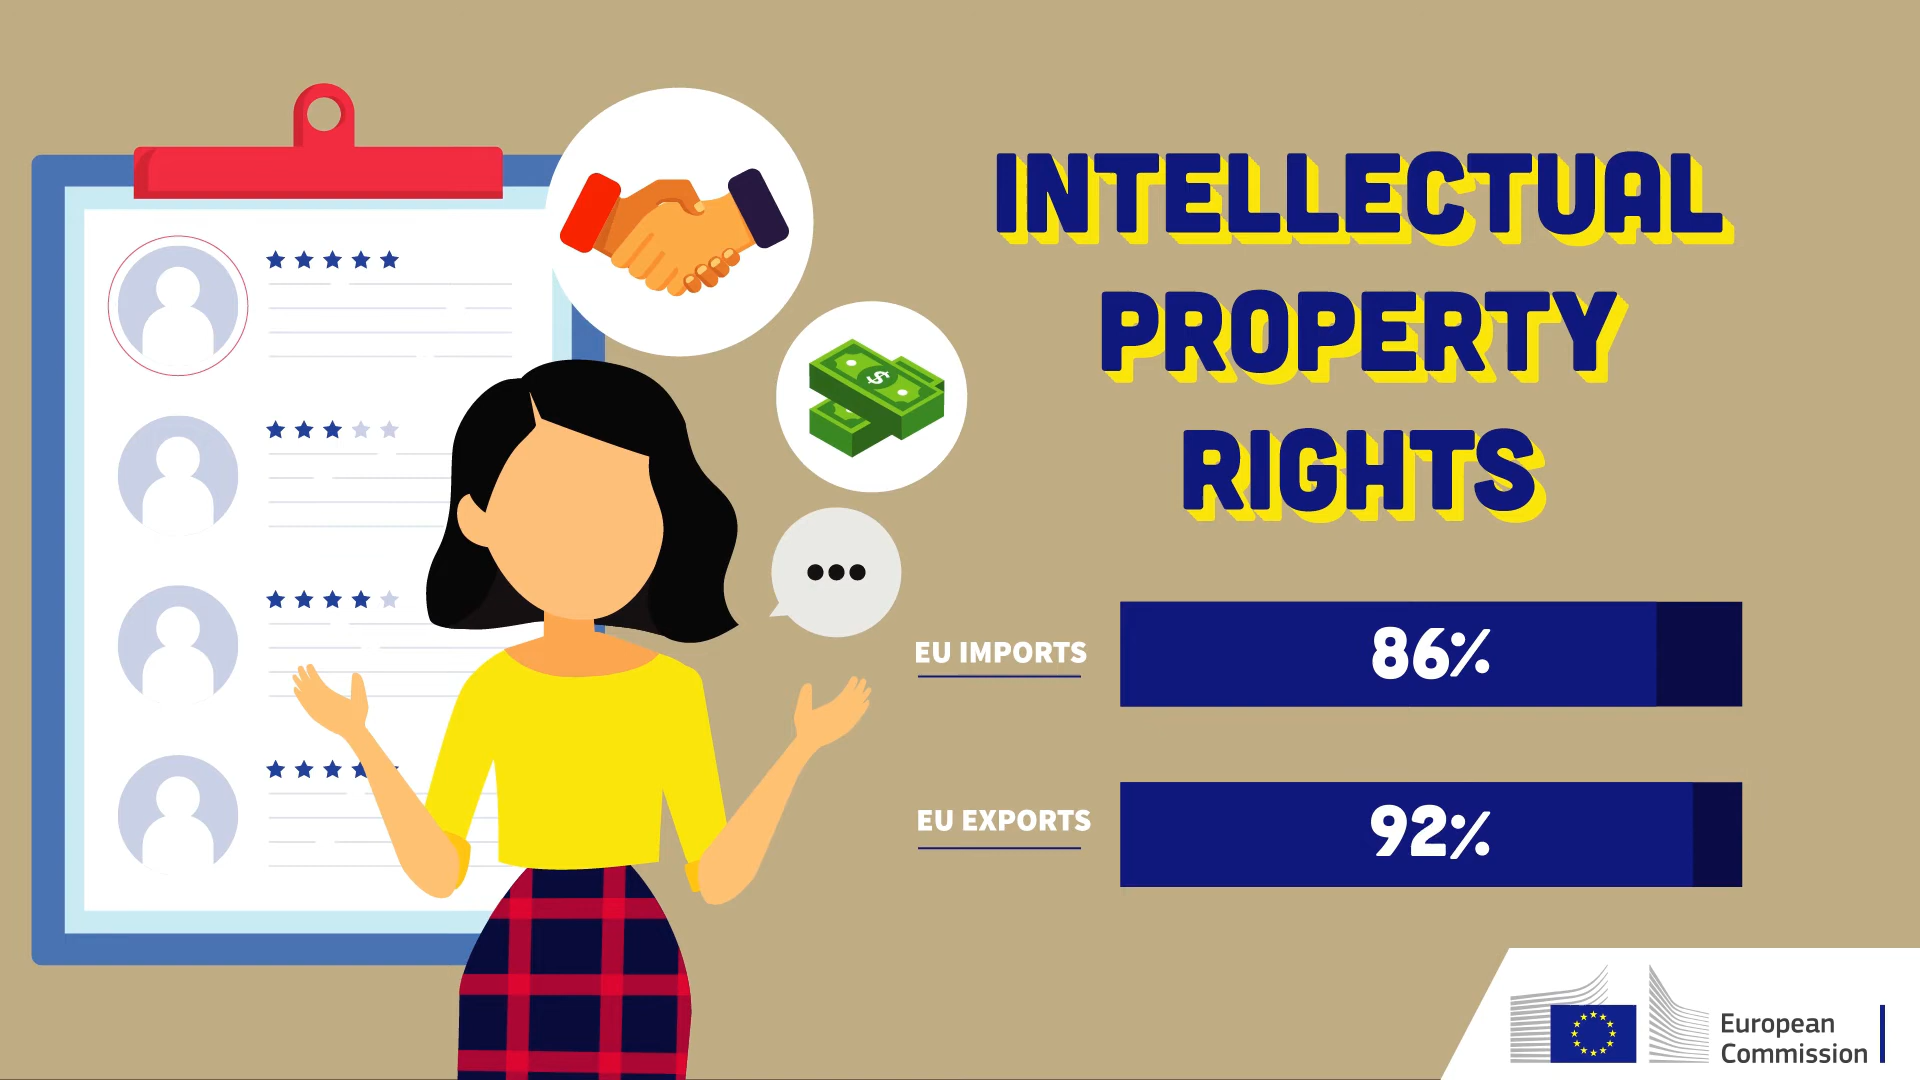 INTELLECTUAL
PROPERTY
RIGHTS
EU IMPORTS
86%
EU EXPORTS
92%
European
Commission